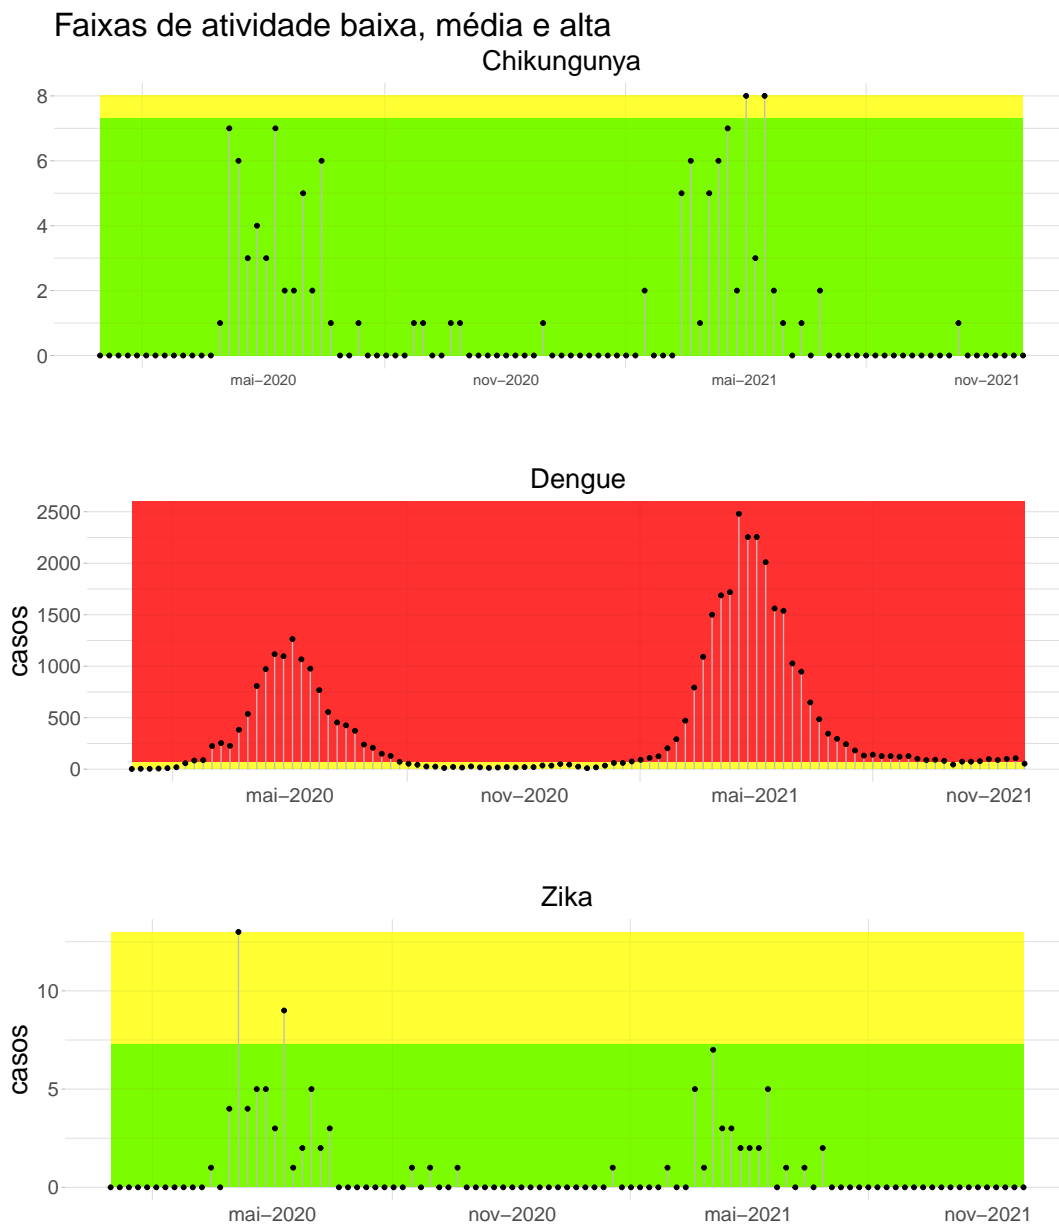 Faixas de atividade baixa, média e alta
Chikungunya
8
6
4
2
0
mai−2020 nov−2020 mai−2021 nov−2021
Dengue
casos
2500
2000
1500
1000
500
0
mai−2020 nov−2020 mai−2021 nov−2021
Zika
casos
10
5
0
mai−2020 nov−2020 mai−2021 nov−2021